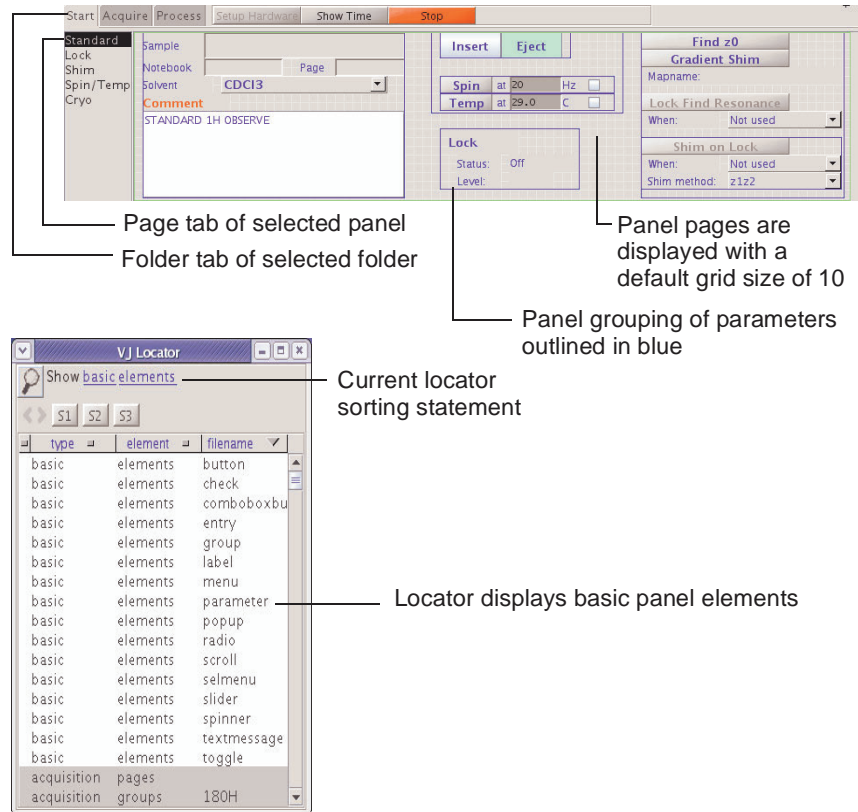 Start Acquire Process Setup Hardware Show Time Stop
Standard
Lock
Shim
Spin/Temp
Cryo
Sample
Notebook Page
Solvent CDCl3
Comment
STANDARD 1H OBSERVE
Insert Eject
Spin at 20 Hz
Temp at 29.0 C
Lock
Status: Off
Level:
Find z0
Gradient Shim
Mapname:
Lock Find Resonance
When: Not used
Shim on Lock
When: Not used
Shim method: z1z2
Page tab of selected panel
Folder tab of selected folder
Panel pages are
displayed with a
default grid size of 10
Panel grouping of parameters
outlined in blue
VJ Locator
Show basic elements
S1 S2 S3
Current locator
sorting statement
type element filename
basic elements button
basic elements check
basic elements comboboxbu
basic elements entry
basic elements group
basic elements label
basic elements menu
basic elements parameter
basic elements popup
basic elements radio
basic elements scroll
basic elements selmenu
basic elements slider
basic elements spinner
basic elements textmessage
basic elements toggle
acquisition pages
acquisition groups 180H
Locator displays basic panel elements